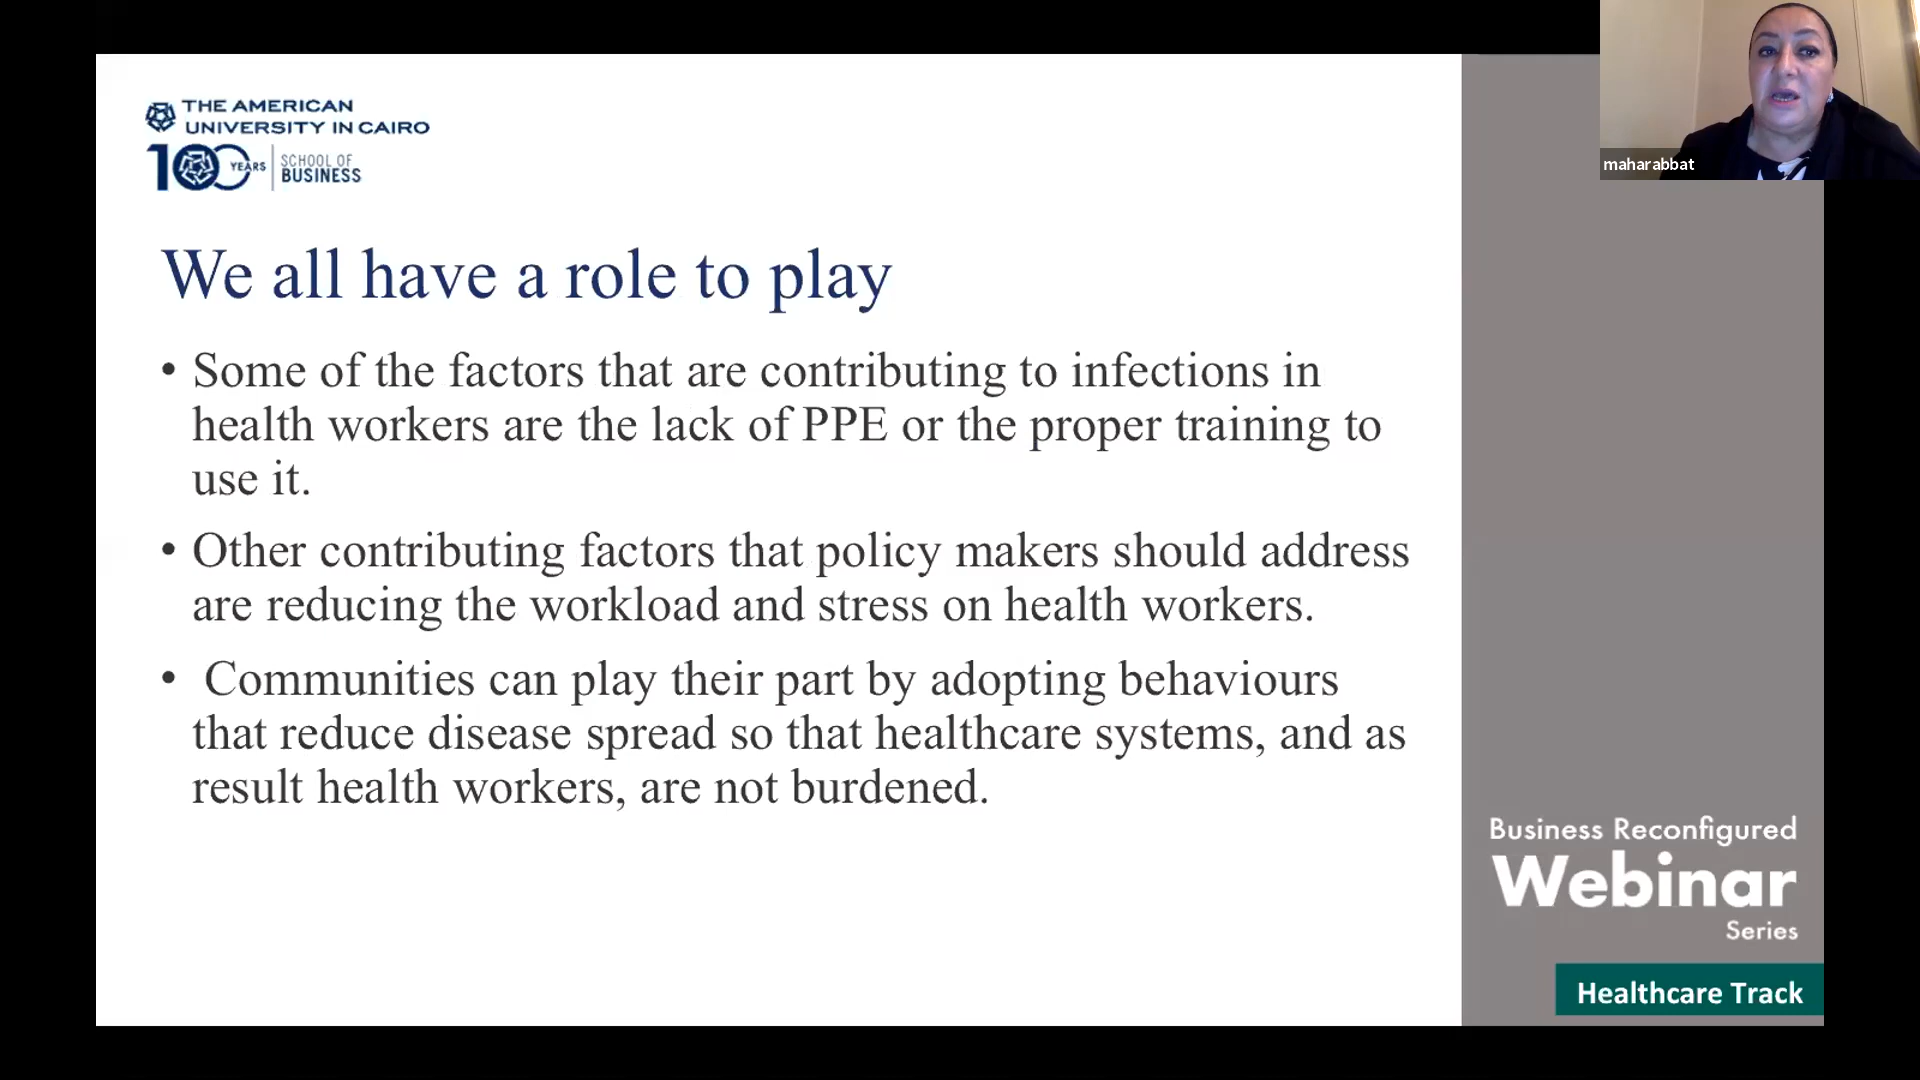 THE AMERICAN
UNIVERSITY IN CAIRO
100 YEARS
SCHOOL OF
BUSINESS
maharabbat
We all have a role to play
• Some of the factors that are contributing to infections in
health workers are the lack of PPE or the proper training to
use it.
• Other contributing factors that policy makers should address
are reducing the workload and stress on health workers.
• Communities can play their part by adopting behaviours
that reduce disease spread so that healthcare systems, and as
result health workers, are not burdened.
Business Reconfigured
Webinar
Series
Healthcare Track